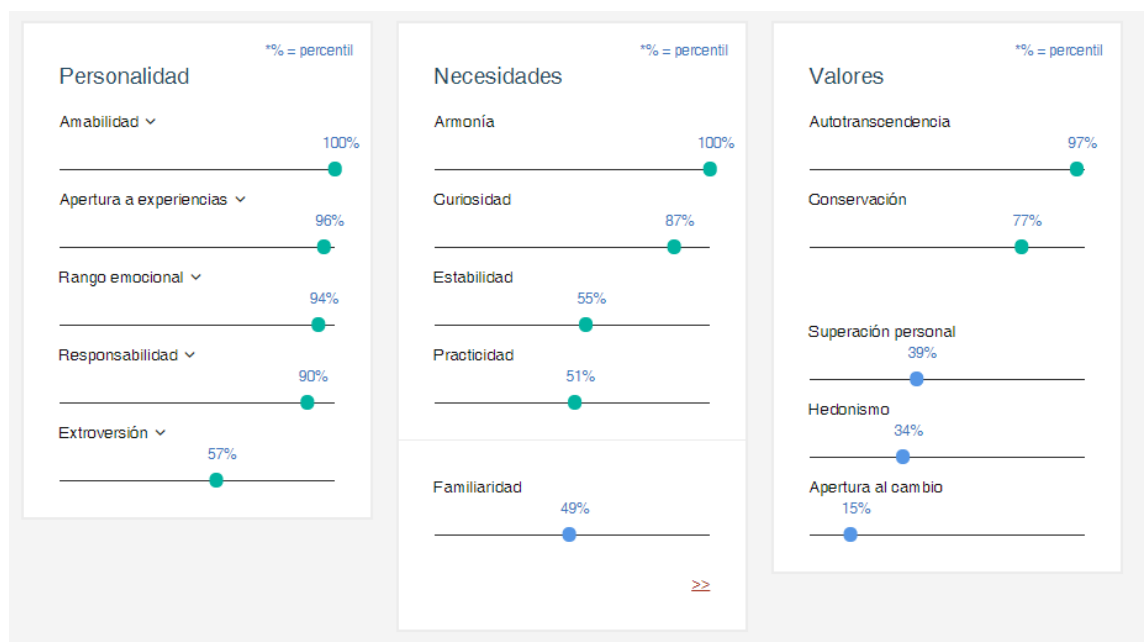 *% = percentil
Personalidad
Amabilidad
100%
Apertura a experiencias
96%
Rango emocional
94%
Responsabilidad
90%
Extroversión
57%
*% = percentil
Necesidades
Armonía
100%
Curiosidad
87%
Estabilidad
55%
Practicidad
51%
Familiaridad
49%
>>
*% = percentil
Valores
Autotranscendencia
97%
Conservación
77%
Superación personal
39%
Hedonismo
34%
Apertura al cambio
15%